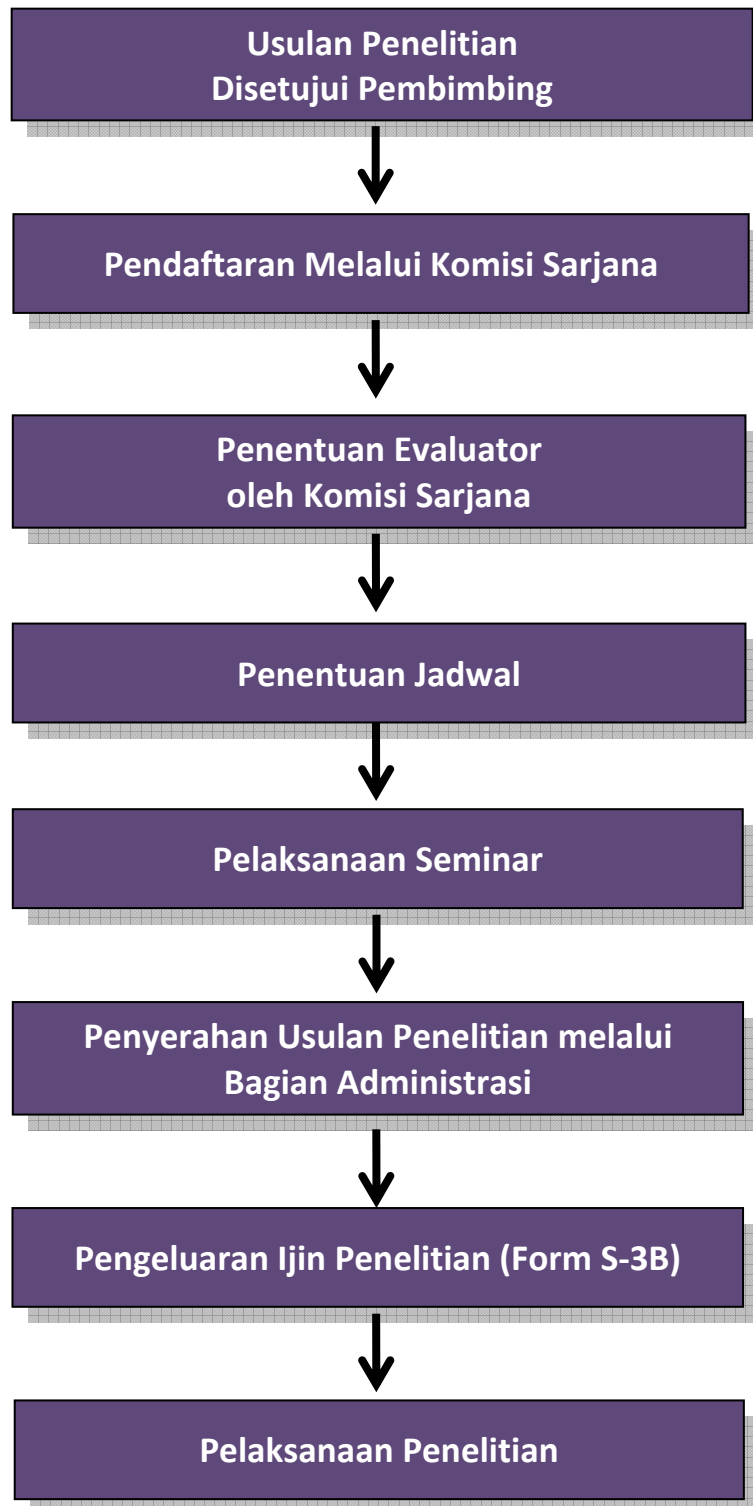 Usulan Penelitian
Disetujui Pembimbing
Pendaftaran Melalui Komisi Sarjana
Penentuan Evaluator
oleh Komisi Sarjana
Penentuan Jadwal
Pelaksanaan Seminar
Penyerahan Usulan Penelitian melalui
Bagian Administrasi
Pengeluaran Ijin Penelitian (Form S-3B)
Pelaksanaan Penelitian